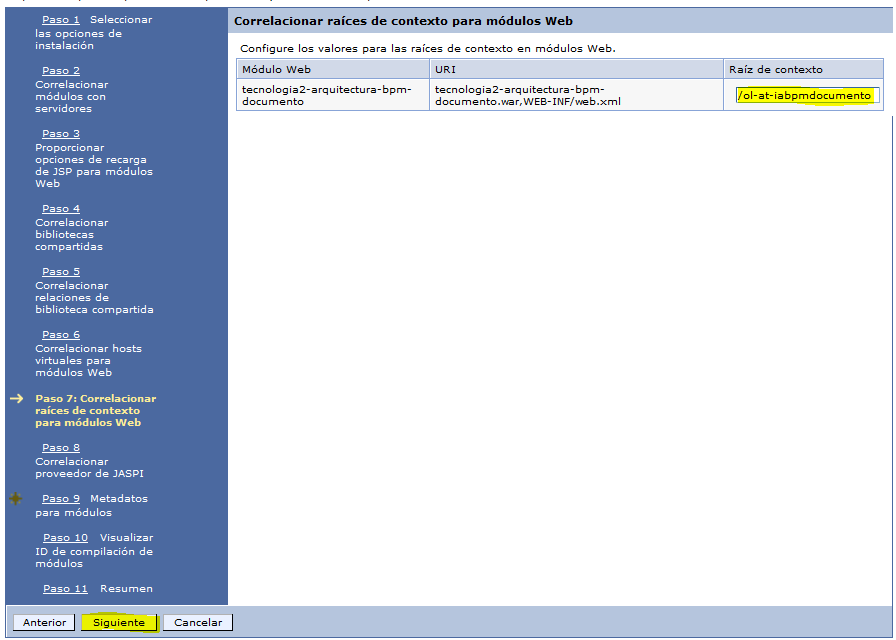 Paso 1 Seleccionar
las opciones de
instalación
Paso 2
Correlacionar
módulos con
servidores
Paso 3
Proporcionar
opciones de recarga
de JSP para módulos
Web
Paso 4
Correlacionar
bibliotecas
compartidas
Paso 5
Correlacionar
relaciones de
biblioteca compartida
Paso 6
Correlacionar hosts
virtuales para
módulos Web
Paso 7: Correlacionar
raíces de contexto
para módulos Web
Paso 8
Correlacionar
proveedor de JASPI
Paso 9 Metadatos
para módulos
Paso 10 Visualizar
ID de compilación de
módulos
Paso 11 Resumen
Correlacionar raíces de contexto para módulos Web
Configure los valores para las raíces de contexto en módulos Web.
Módulo Web
URI
Raíz de contexto
tecnologia2-arquitectura-bpm-
documento
tecnologia2-arquitectura-bpm-
documento.war,WEB-INF/web.xml
/ol-at-iabpmdocumento
Anterior Siguiente Cancelar